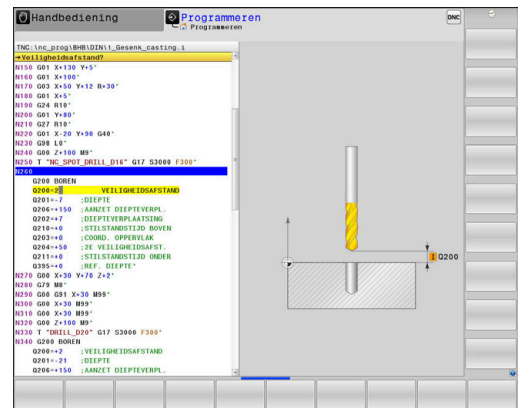 Handbediening
Programmeren
Programmeren
DNC
TNC:\nc_prog\BHB\DIN\1_Gesenk_casting.i
→Veiligheidsafstand?
N150 G01 X+130 Y+5*
N160 G01 X+100*
N170 G03 X+50 Y+12 R+30*
N180 G01 X+5*
N190 G24 R10*
N200 G01 Y+80*
N210 G27 R10*
N220 G01 X-20 Y+90 G40*
N230 G98 L0*
N240 G00 Z+100 M9*
N250 T "NC_SPOT_DRILL_D16" G17 S3000 F300*
N260
G200 BOREN
Q200=2 VEILIGHEIDSAFSTAND
Q201=-7 ;DIEPTE
Q206=+150 ;AANZET DIEPTEVERPL.
Q202=+7 ;DIEPTEVERPLAATSING
Q210=+0 ;STILSTANDSTIJD BOVEN
Q203=+0 ;COORD. OPPERVLAK
Q204=+50 ;2E VEILIGHEIDSAFST.
Q211=+0 ;STILSTANDSTIJD ONDER
Q395=+0 ;REF. DIEPTE*
N270 G00 X+30 Y+70 Z+2*
N280 G79 M8*
N290 G00 G91 X+30 M99*
N300 G00 X+30 M99*
N310 G00 X+30 M99*
N320 G00 Z+100 M9*
N330 T "DRILL_D20" G17 S3000 F300*
N340 G200 BOREN
Q200=+2 ;VEILIGHEIDSAFSTAND
Q201=-21 ;DIEPTE
Q206=+150 ;AANZET DIEPTEVERPL.
I Q200